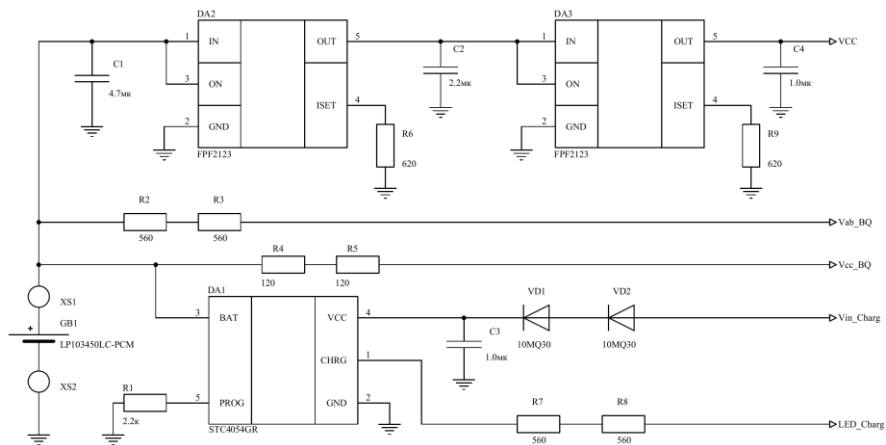 DA2
DA3
1
IN
OUT
5
C2
1
IN
OUT
5
C4
VCC
C1
4.7мк
3
ON
2.2мк
3
ON
1.0мк
4
ISET
4
ISET
2
GND
R6
620
2
GND
R9
620
FPF2123
FPF2123
R2
R3
560
560
Vab_BQ
R4
R5
120
120
Vcc_BQ
DA1
XS1
3
BAT
VCC
4
VD1
VD2
Vin_Charg
+
GB1
LP103450LC-PCM
C3
1.0мк
10MQ30
10MQ30
CHRG
1
XS2
R1
2.2к
5
PROG
GND
2
STC4054GR
R7
R8
560
560
LED_Charg